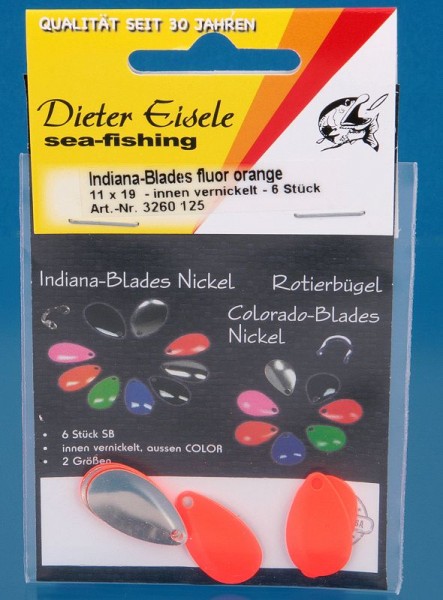 QUALITÄT SEIT 30 JAHREN
Dieter Eisele
sea-fishing
Indiana-Blades fluor orange
11 x 19 - innen vernickelt - 6 Stück
Art.-Nr. 3260 125
Indiana-Blades Nickel
Rotierbügel
Colorado-Blades
Nickel
• 6 Stück SB
• innen vernickelt, aussen COLOR
• 2 Größen